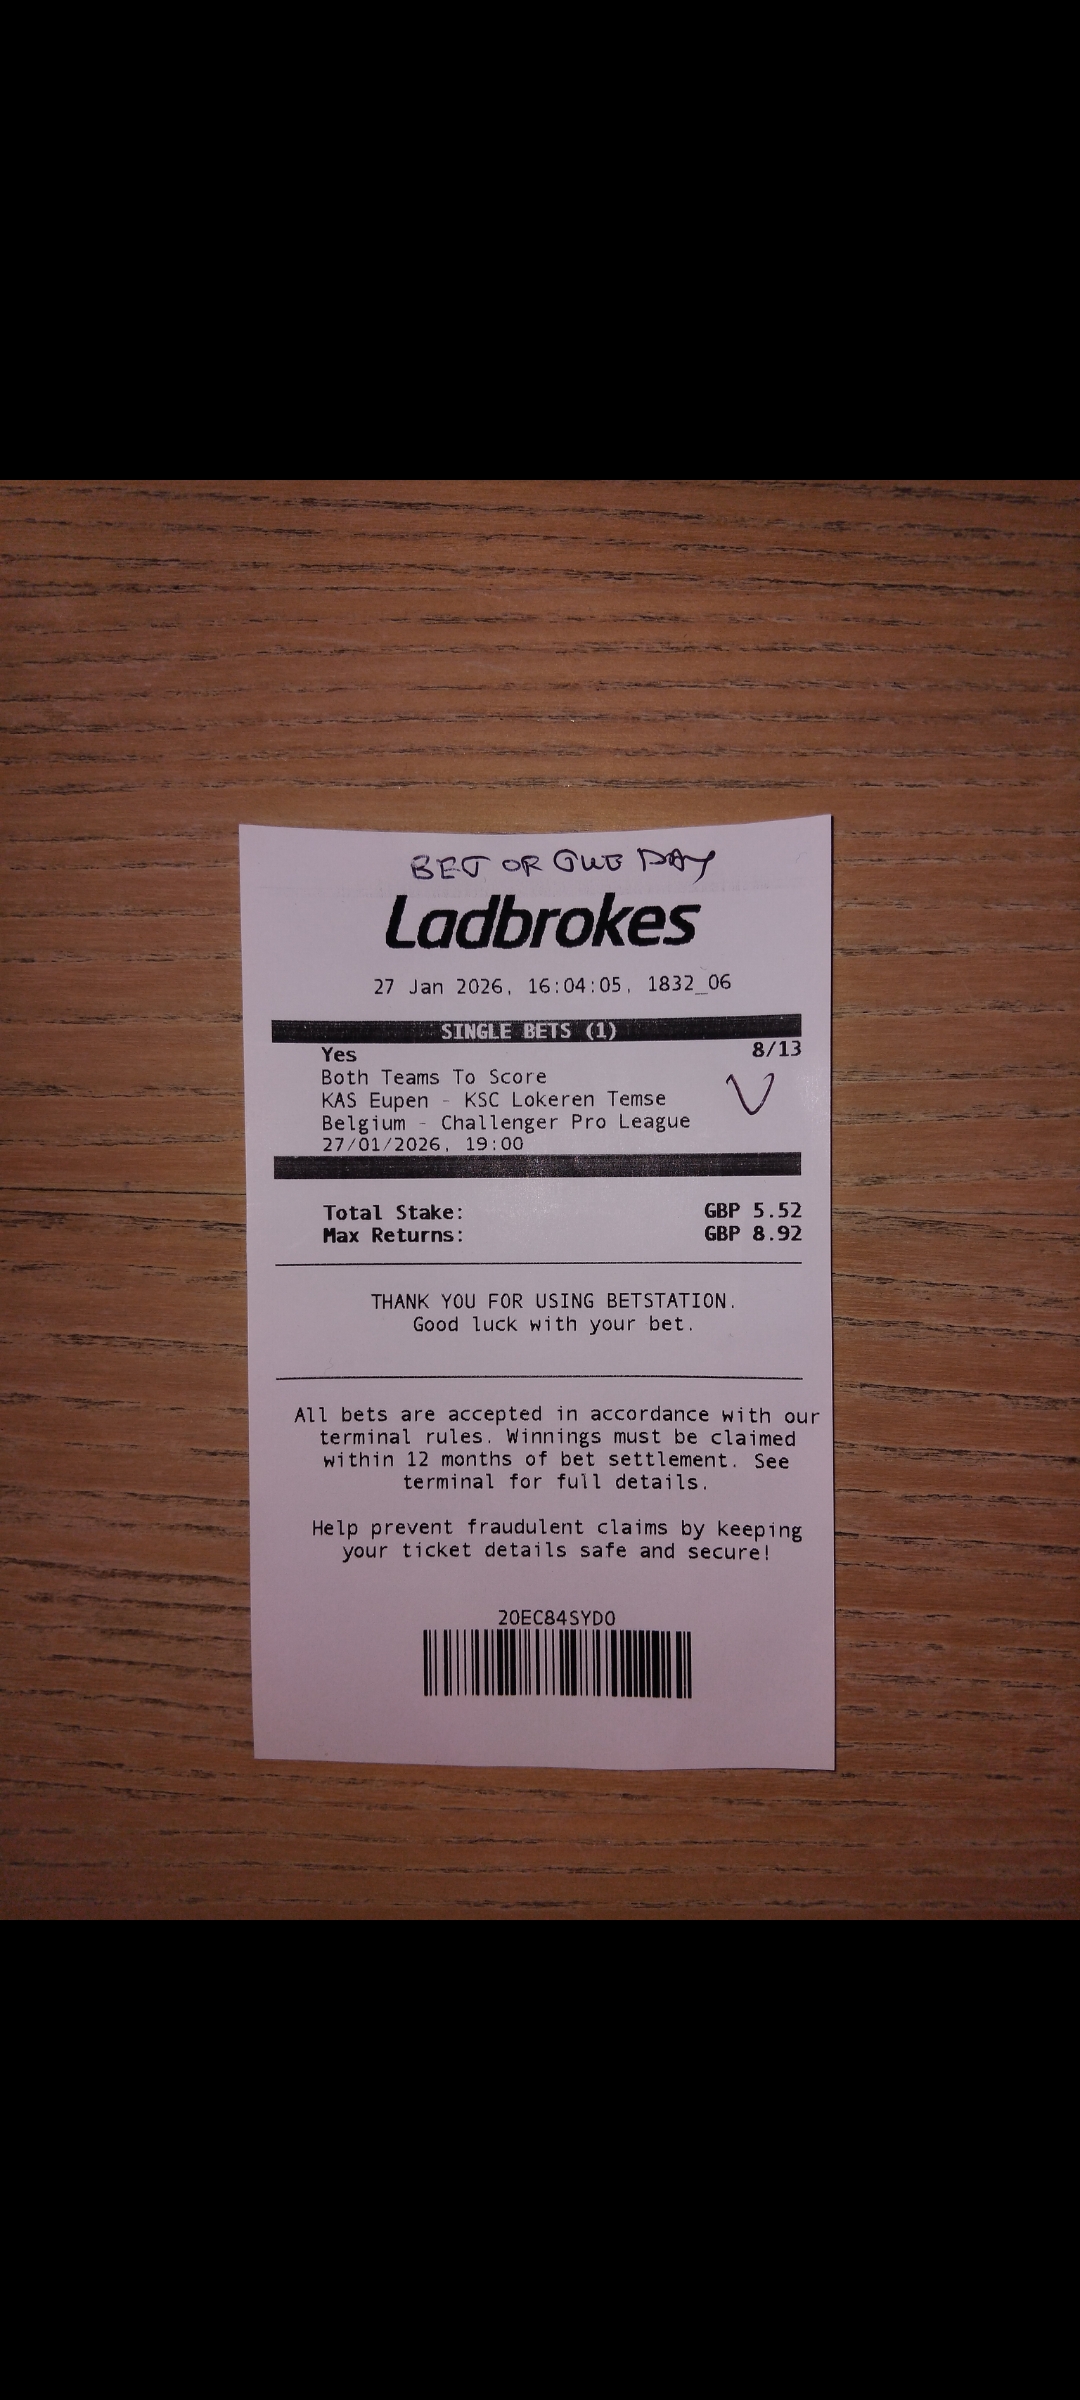 BET OF THE DAY
Ladbrokes
27 Jan 2026, 16:04:05, 1832_06
SINGLE BETS (1)
Yes 8/13
Both Teams To Score
KAS Eupen - KSC Lokeren Temse
Belgium - Challenger Pro League
27/01/2026, 19:00
Total Stake: GBP 5.52
Max Returns: GBP 8.92
THANK YOU FOR USING BETSTATION.
Good luck with your bet.
All bets are accepted in accordance with our
terminal rules. Winnings must be claimed
within 12 months of bet settlement. See
terminal for full details.
Help prevent fraudulent claims by keeping
your ticket details safe and secure!
20EC84SYDO